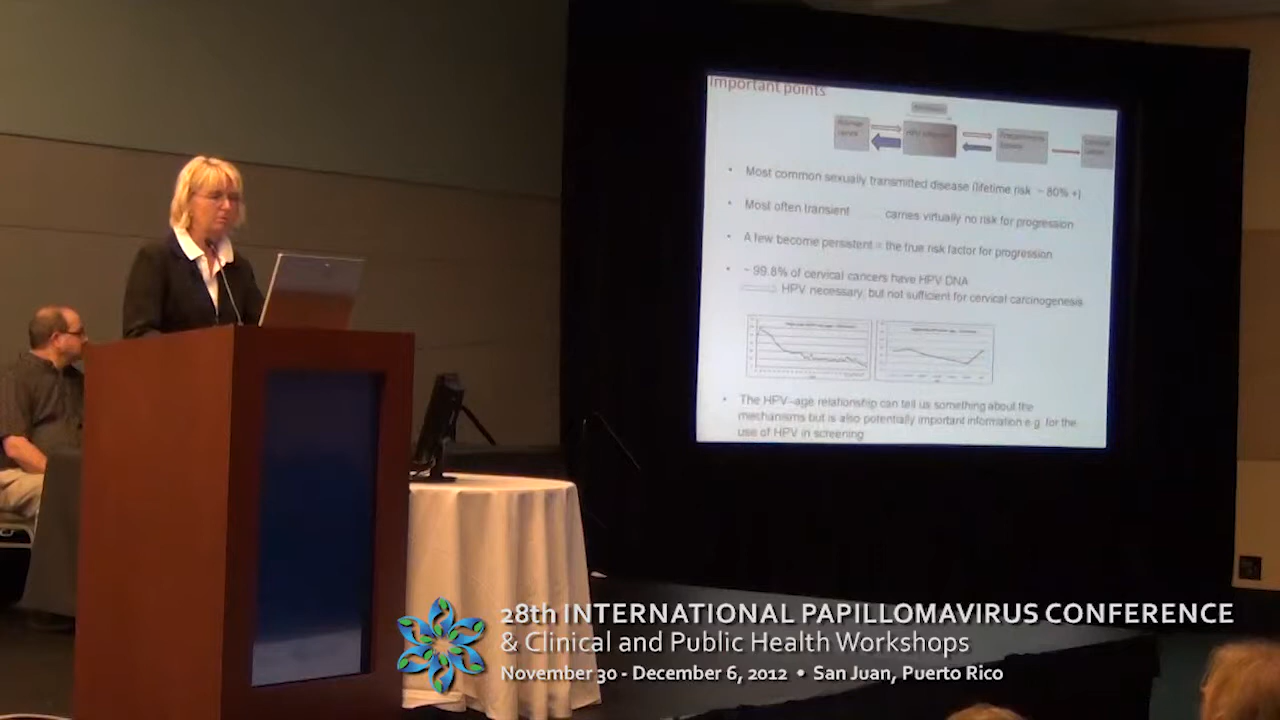 Important points
• Most common sexually transmitted disease (lifetime risk ~ 80% +)
• Most often transient carries virtually no risk for progression
• A few become persistent = the true risk factor for progression
• ~ 99.8% of cervical cancers have HPV DNA
HPV necessary, but not sufficient for cervical carcinogenesis
• The HPV-age relationship can tell us something about the
mechanisms but is also potentially important information e.g. for the
use of HPV in screening
28th INTERNATIONAL PAPILLOMAVIRUS CONFERENCE
& Clinical and Public Health Workshops
November 30 - December 6, 2012 • San Juan, Puerto Rico